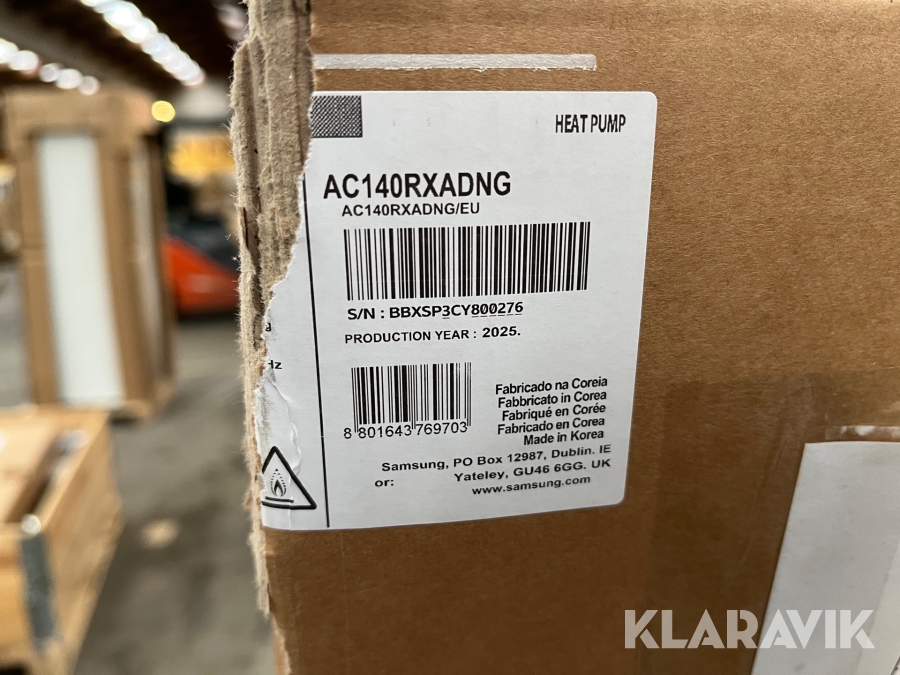 HEAT PUMP
AC140RXADNG
AC140RXADNG/EU
S/N : BBXSP3CY800276
PRODUCTION YEAR : 2025.
Hz
8 801643 769703
Fabricado na Coreia
Fabbricato in Corea
Fabriqué en Corée
Fabricado en Corea
Made in Korea
Samsung, PO Box 12987, Dublin. IE
or: Yateley, GU46 6GG. UK
www.samsung.com
KLARAVIK